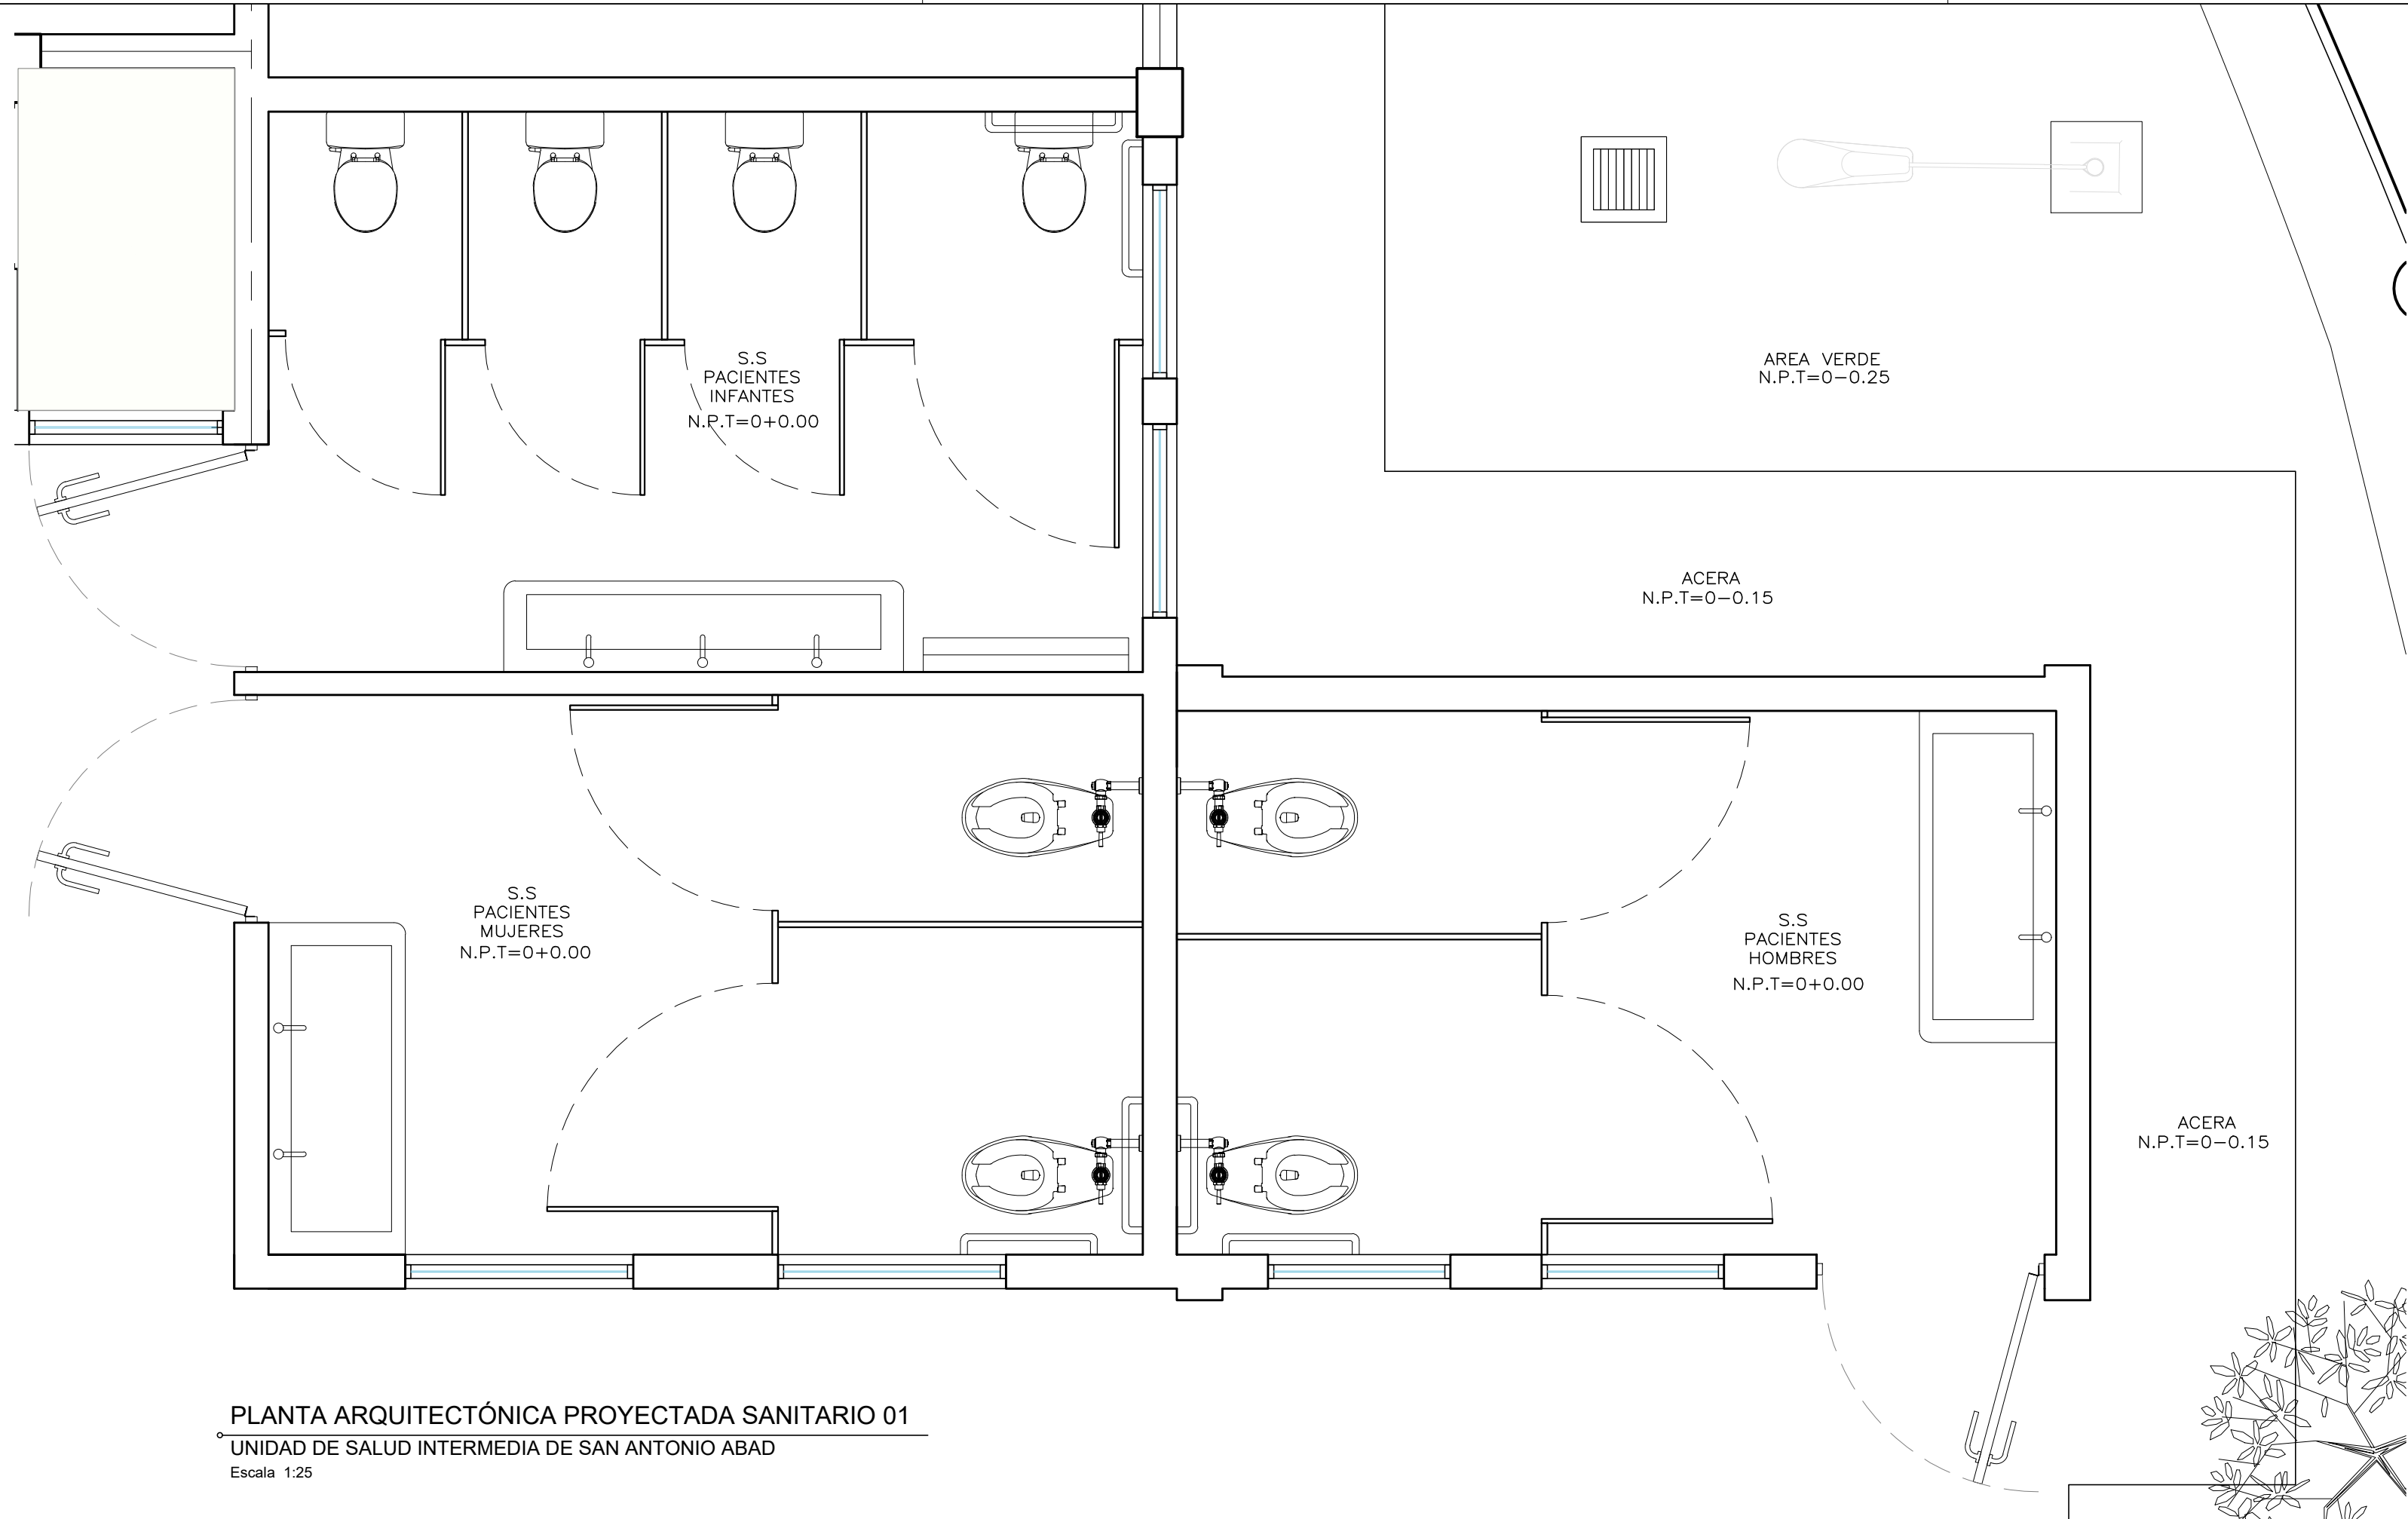 S.S
PACIENTES
INFANTES
N.P.T=0+0.00
AREA VERDE
N.P.T=0-0.25
ACERA
N.P.T=0-0.15
S.S
PACIENTES
MUJERES
N.P.T=0+0.00
S.S
PACIENTES
HOMBRES
N.P.T=0+0.00
ACERA
N.P.T=0-0.15
PLANTA ARQUITECTÓNICA PROYECTADA SANITARIO 01
UNIDAD DE SALUD INTERMEDIA DE SAN ANTONIO ABAD
Escala 1:25